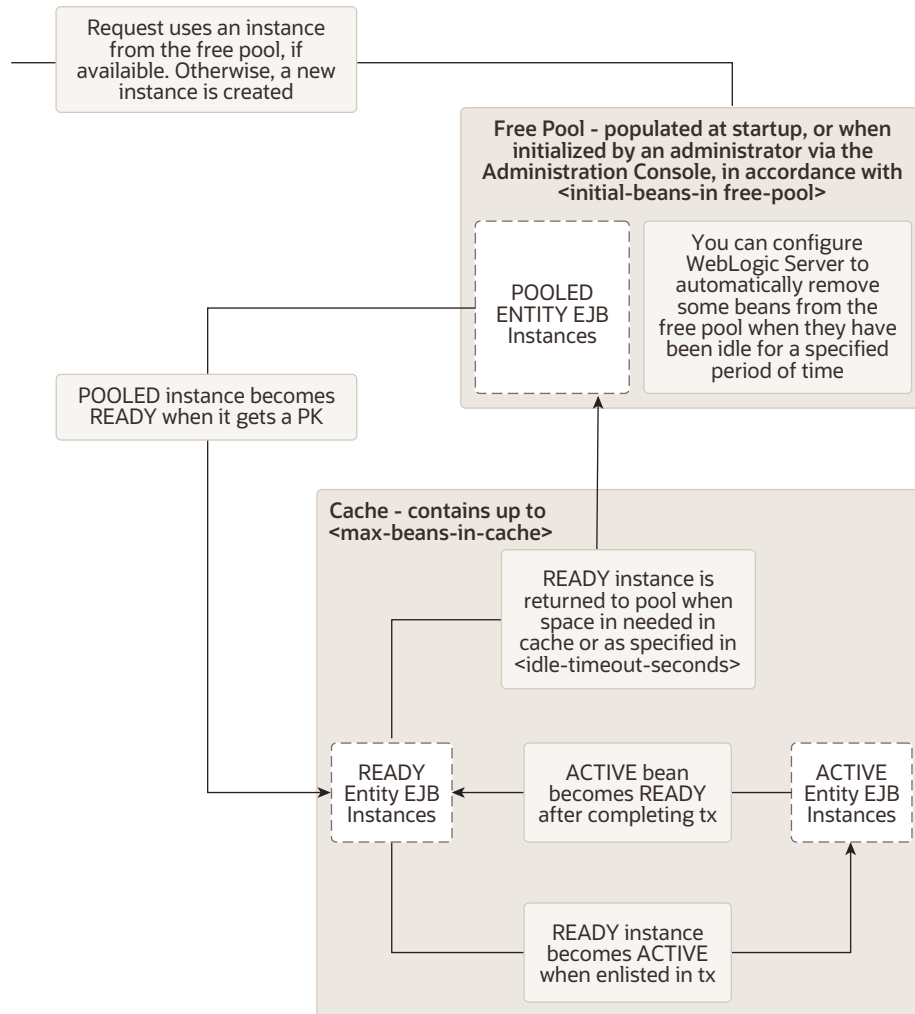 Request uses an instance
from the free pool, if
availaible. Otherwise, a new
instance is created
Free Pool - populated at startup, or when
initialized by an administrator via the
Administration Console, in accordance with
<initial-beans-in free-pool>
POOLED
ENTITY EJB
Instances
You can configure
WebLogic Server to
automatically remove
some beans from the
free pool when they have
been idle for a specified
period of time
POOLED instance becomes
READY when it gets a PK
Cache - contains up to
<max-beans-in-cache>
READY instance is
returned to pool when
space in needed in
cache or as specified in
<idle-timeout-seconds>
READY
Entity EJB
Instances
ACTIVE bean
becomes READY
after completing tx
ACTIVE
Entity EJB
Instances
READY instance
becomes ACTIVE
when enlisted in tx